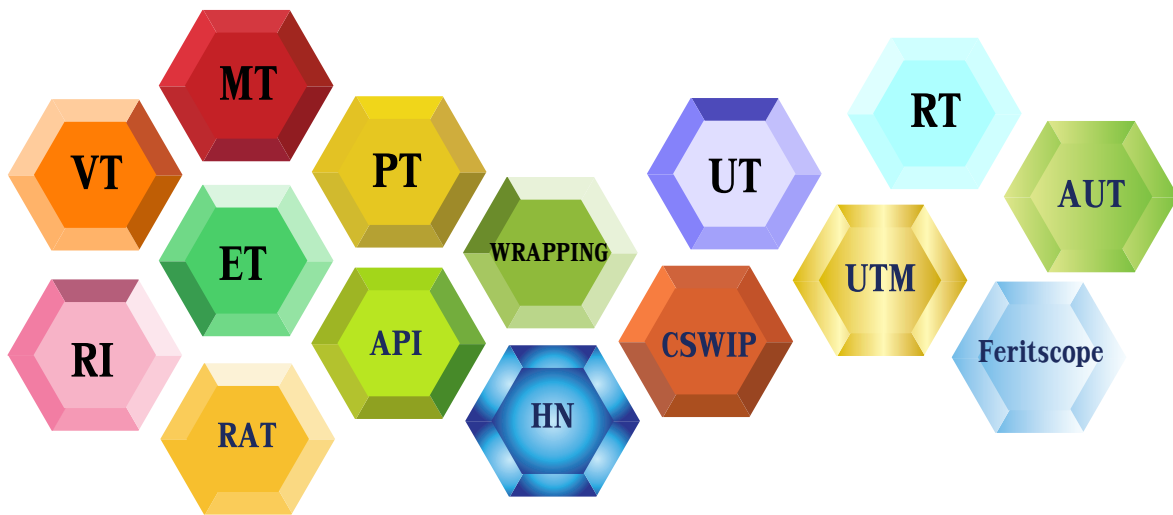 MT
RT
VT
PT
UT
AUT
ET
WRAPPING
UTM
RI
API
CSWIP
Feritscope
RAT
HN